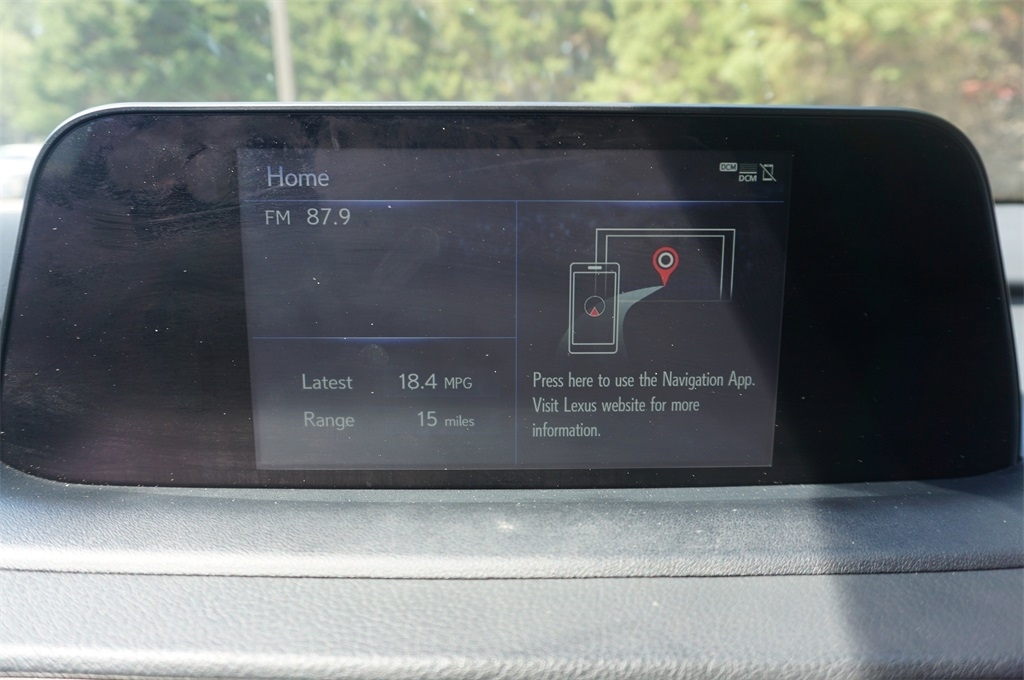 Home
DCM
DCM
FM 87.9
Latest 18.4 MPG
Range 15 miles
Press here to use the Navigation App.
Visit Lexus website for more
information.